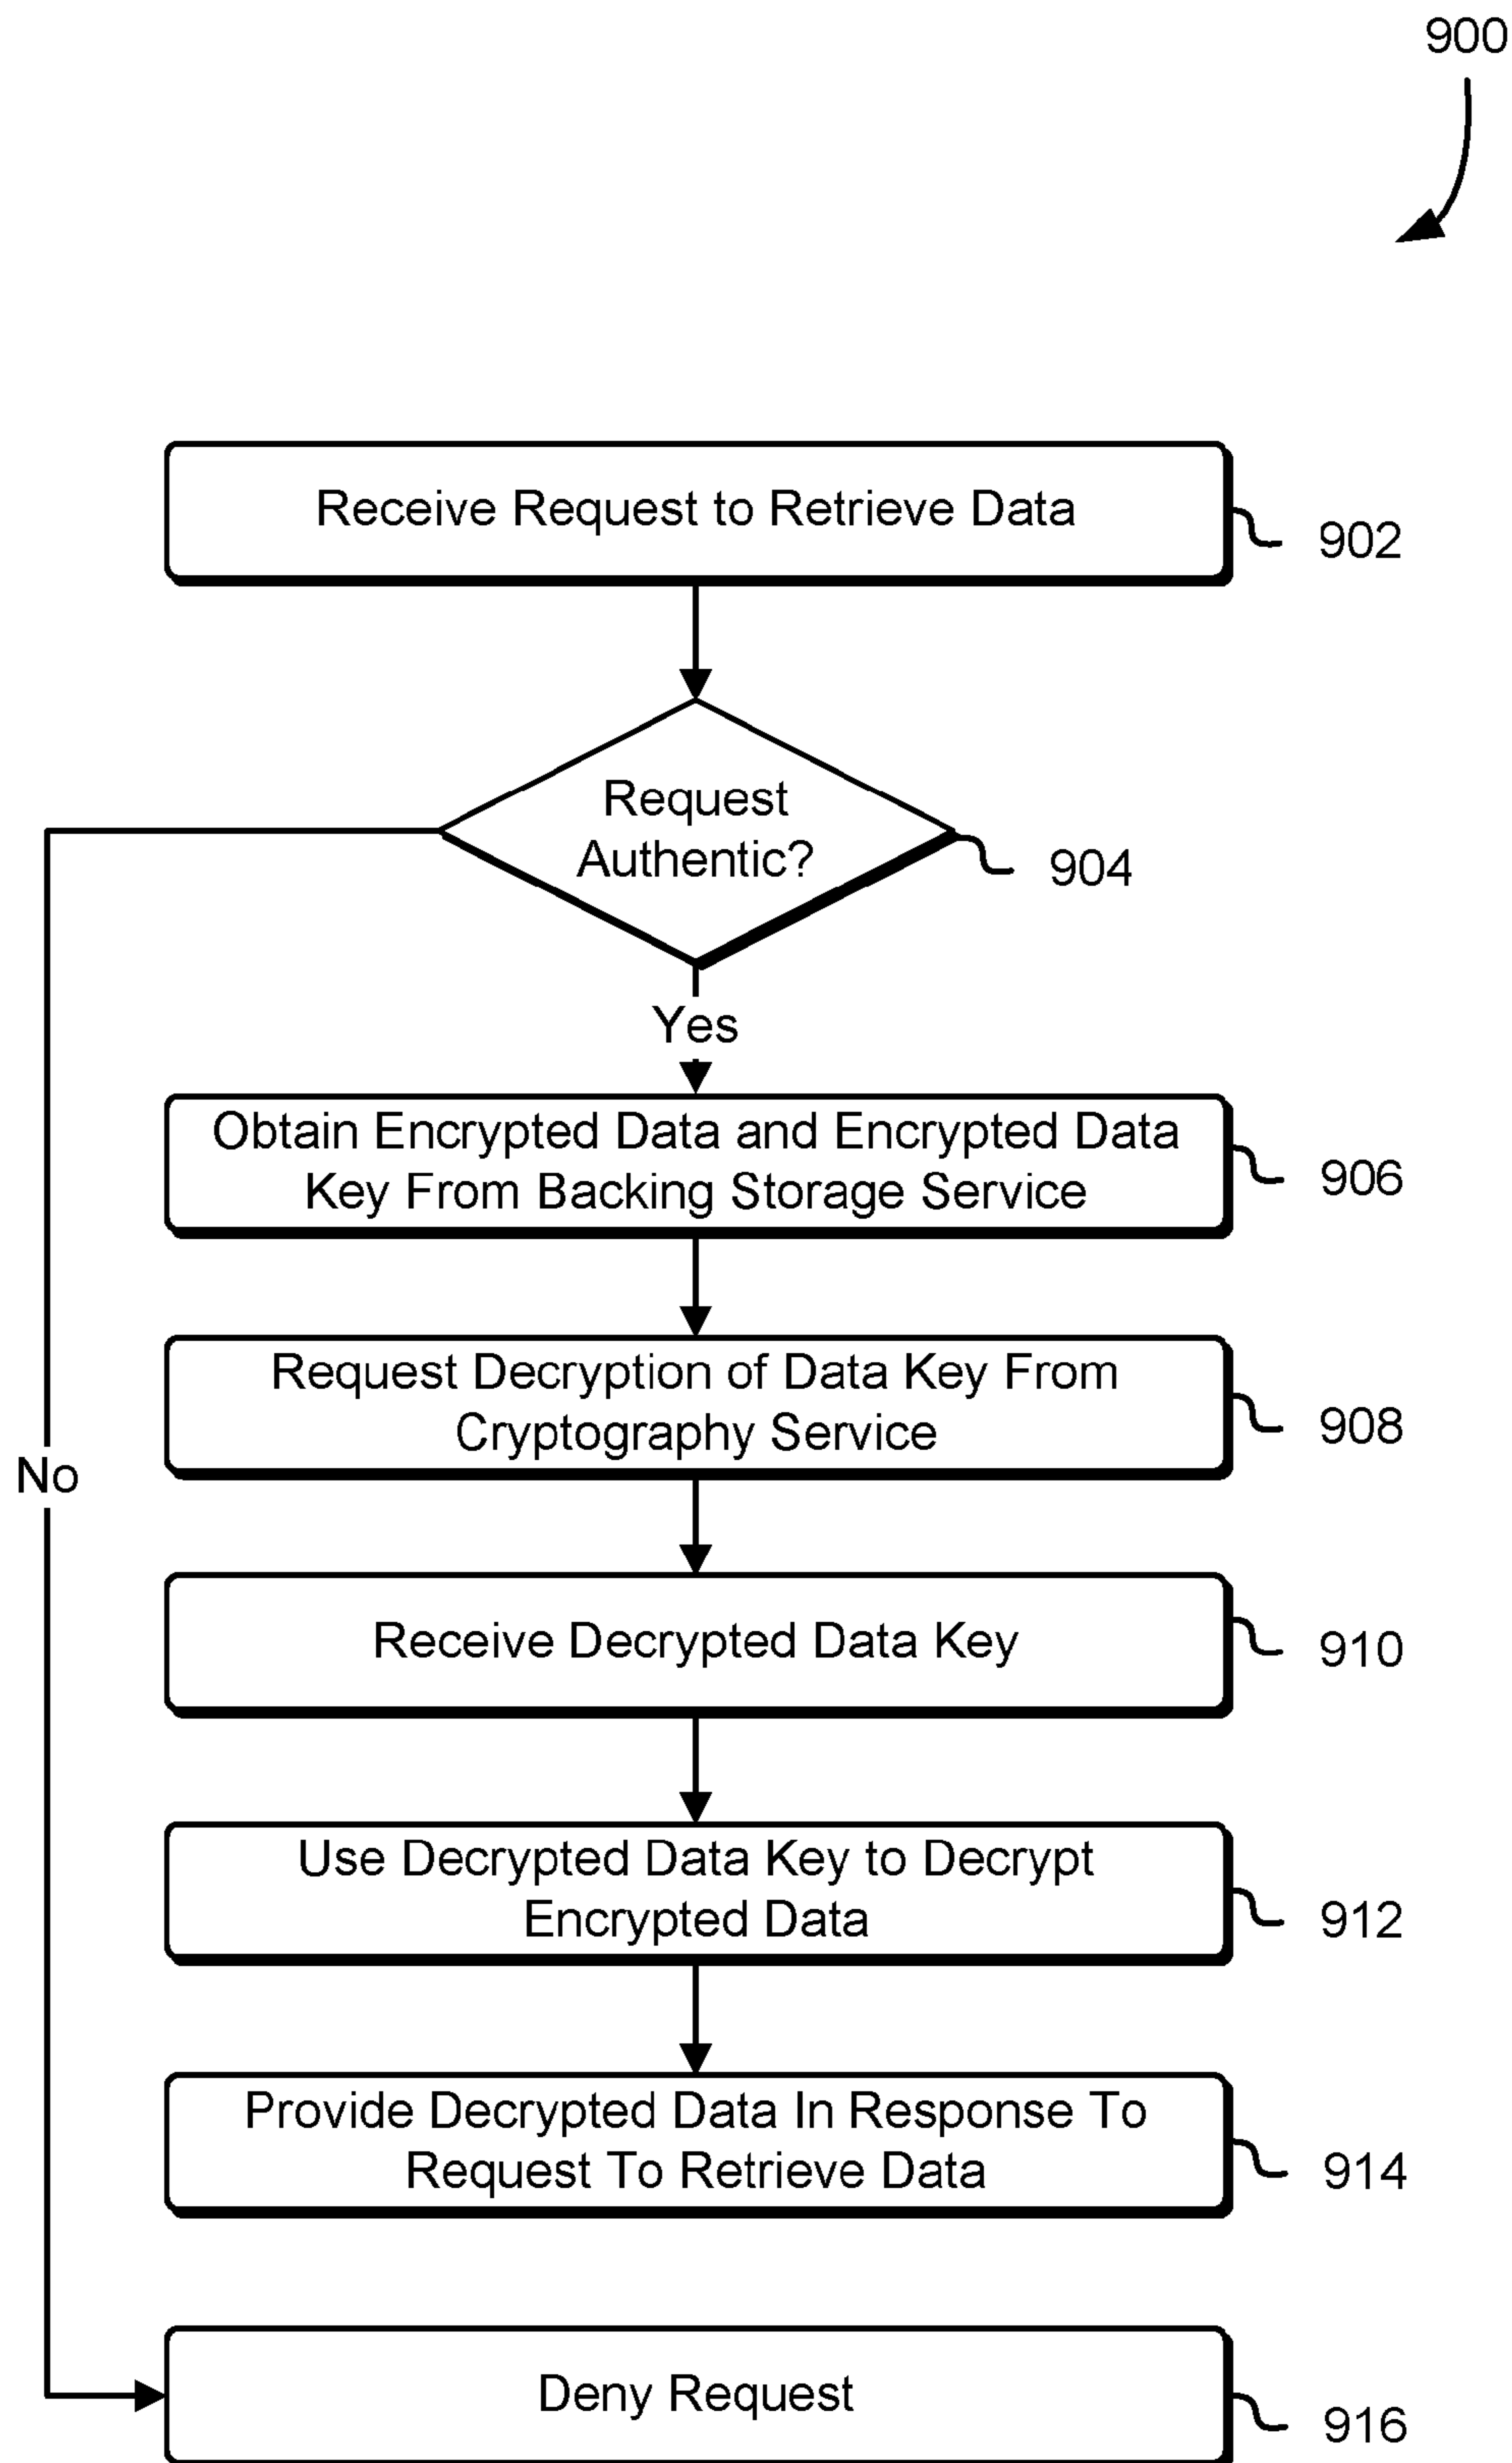 900
Receive Request to Retrieve Data
902
Request
Authentic?
904
Yes
Obtain Encrypted Data and Encrypted Data
Key From Backing Storage Service
906
Request Decryption of Data Key From
Cryptography Service
908
No
Receive Decrypted Data Key
910
Use Decrypted Data Key to Decrypt
Encrypted Data
912
Provide Decrypted Data In Response To
Request To Retrieve Data
914
Deny Request
916